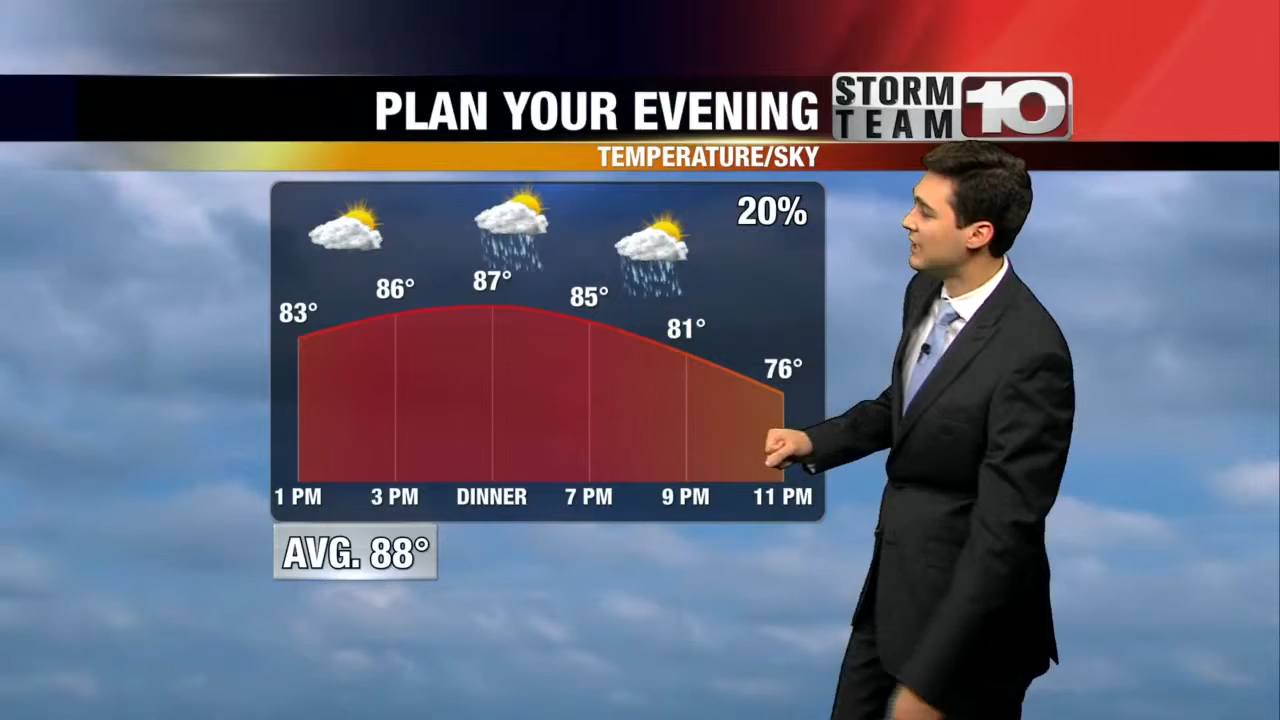 PLAN YOUR EVENING
STORM
TEAM
10
TEMPERATURE/SKY
20%
83°
86°
87°
85°
81°
76°
1 PM
3 PM
DINNER
7 PM
9 PM
11 PM
AVG. 88°